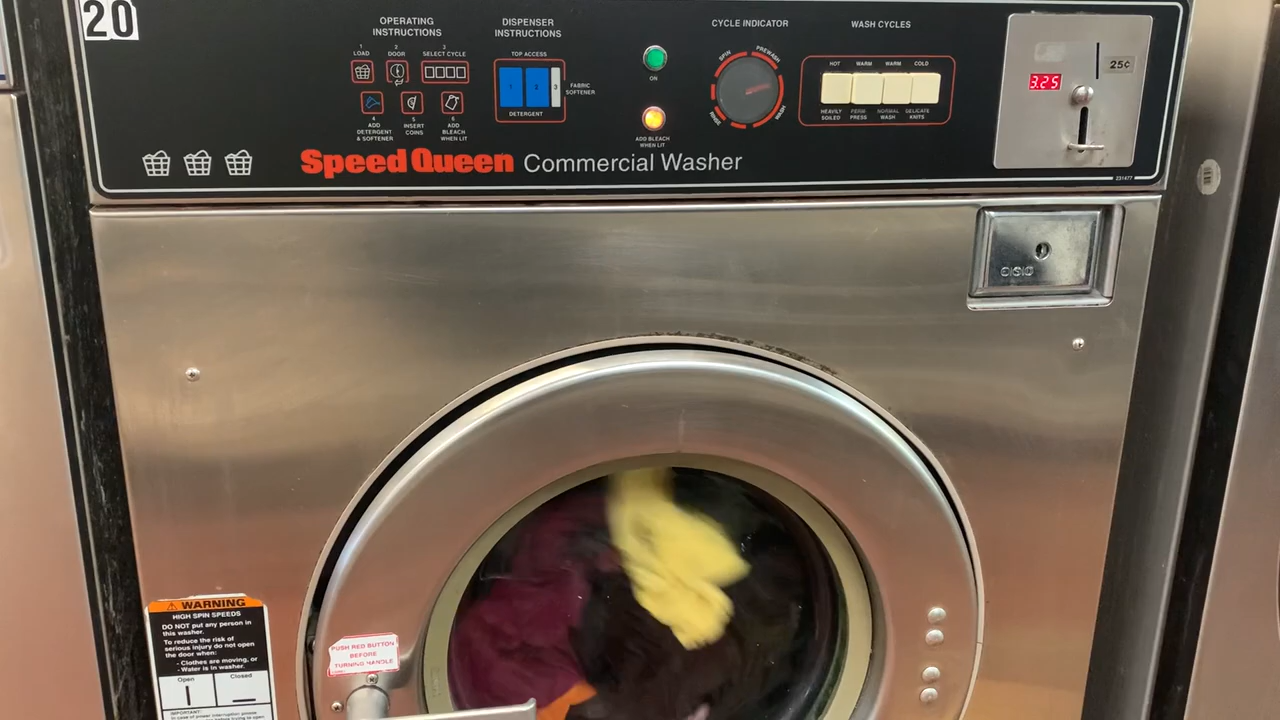 20
OPERATING
INSTRUCTIONS
1
LOAD
2
DOOR
3
SELECT CYCLE
4
ADD
DETERGENT
& SOFTENER
5
INSERT
COINS
6
ADD
BLEACH
WHEN LIT
DISPENSER
INSTRUCTIONS
TOP ACCESS
1
2
3
FABRIC
SOFTENER
DETERGENT
ON
ADD BLEACH
WHEN LIT
CYCLE INDICATOR
SPIN
PREWASH
WASH
RINSE
WASH CYCLES
HOT
WARM
WARM
COLD
HEAVILY
SOILED
PERM
PRESS
NORMAL
WASH
DELICATE
KNITS
3.25
25¢
Speed Queen Commercial Washer
231477
WARNING
HIGH SPIN SPEEDS
DO NOT put any person in
this washer.
To reduce the risk of
serious injury do not open
the door when:
- Clothes are moving, or
- Water is in washer.
Open
Closed
IMPORTANT:
PUSH RED BUTTON
BEFORE
TURNING HANDLE